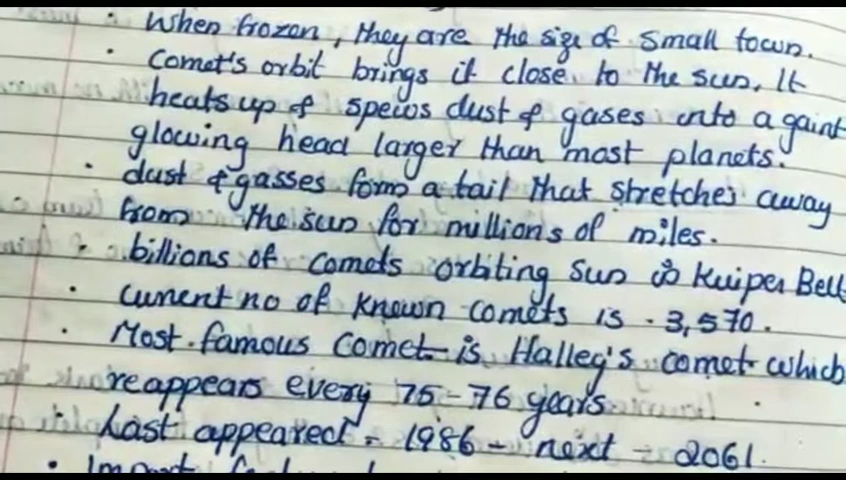 • When frozen, they are the size of small town.
• Comet's orbit brings it close to the sun. It
heats up & spews dust & gases into a gaint
glowing head larger than most planets.
• dust & gasses form a tail that stretches away
from the sun for millions of miles.
• billions of comets orbiting Sun in Kuiper Belt
• current no of known comets is 3,570.
• Most famous Comet is Halley's comet which
reappears every 75-76 years
• Last appeared - 1986 - next - 2061.
•